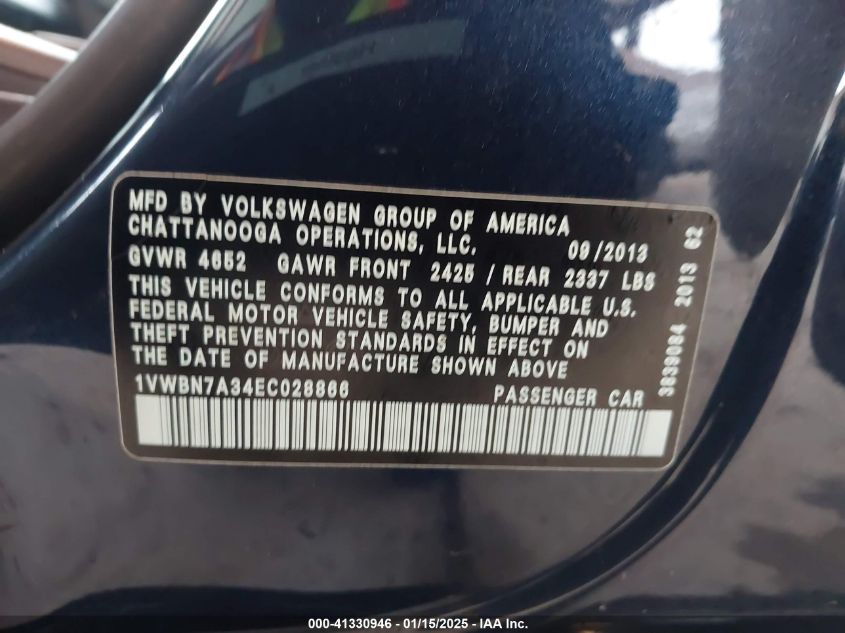 MFD BY VOLKSWAGEN GROUP OF AMERICA
CHATTANOOGA OPERATIONS, LLC. 09/2013
GVWR 4652 GAWR FRONT 2425 / REAR 2337 LBS
THIS VEHICLE CONFORMS TO ALL APPLICABLE U.S.
FEDERAL MOTOR VEHICLE SAFETY, BUMPER AND
THEFT PREVENTION STANDARDS IN EFFECT ON
THE DATE OF MANUFACTURE SHOWN ABOVE
1VWBN7A34EC028866 PASSENGER CAR
3839084 2013 62
000-41330946 - 01/15/2025 - IAA Inc.